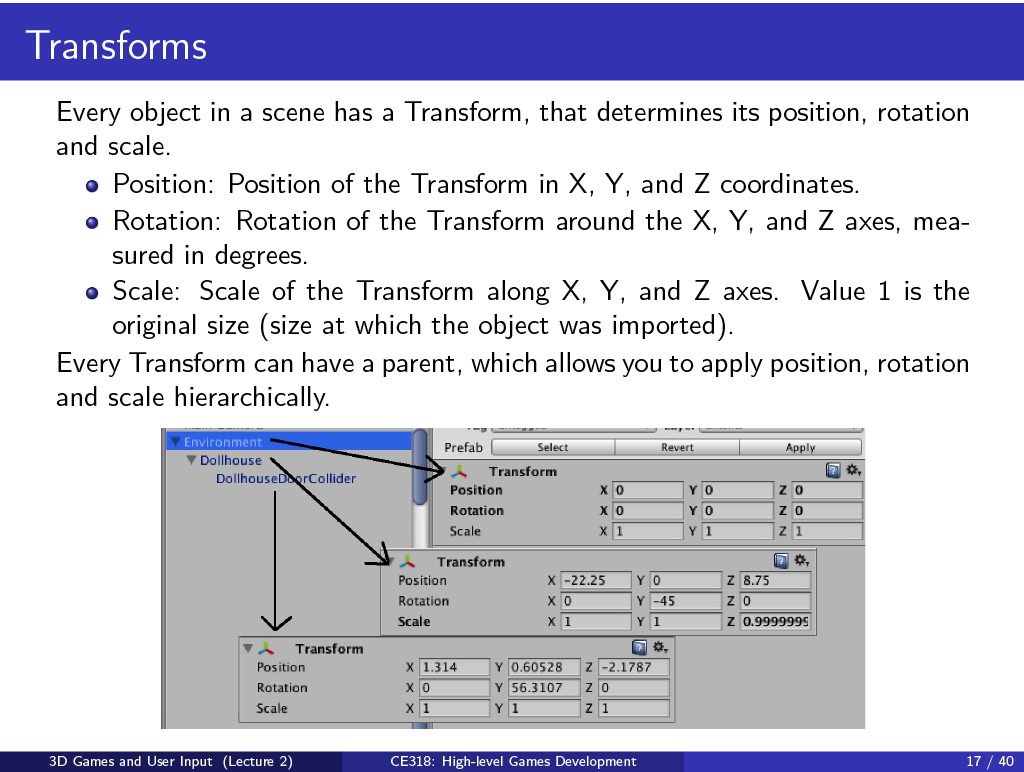 Transforms
Every object in a scene has a Transform, that determines its position, rotation
and scale.
Position: Position of the Transform in X, Y, and Z coordinates.
Rotation: Rotation of the Transform around the X, Y, and Z axes, mea-
sured in degrees.
Scale: Scale of the Transform along X, Y, and Z axes. Value 1 is the
original size (size at which the object was imported).
Every Transform can have a parent, which allows you to apply position, rotation
and scale hierarchically.
Environment
Dollhouse
DollhouseDoorCollider
Prefab Select Revert Apply
Transform
Position X 0 Y 0 Z 0
Rotation X 0 Y 0 Z 0
Scale X 1 Y 1 Z 1
Transform
Position X -22.25 Y 0 Z 8.75
Rotation X 0 Y -45 Z 0
Scale X 1 Y 1 Z 0.9999999
Transform
Position X 1.314 Y 0.60528 Z -2.1787
Rotation X 0 Y 56.3107 Z 0
Scale X 1 Y 1 Z 1
3D Games and User Input (Lecture 2) CE318: High-level Games Development 17 / 40